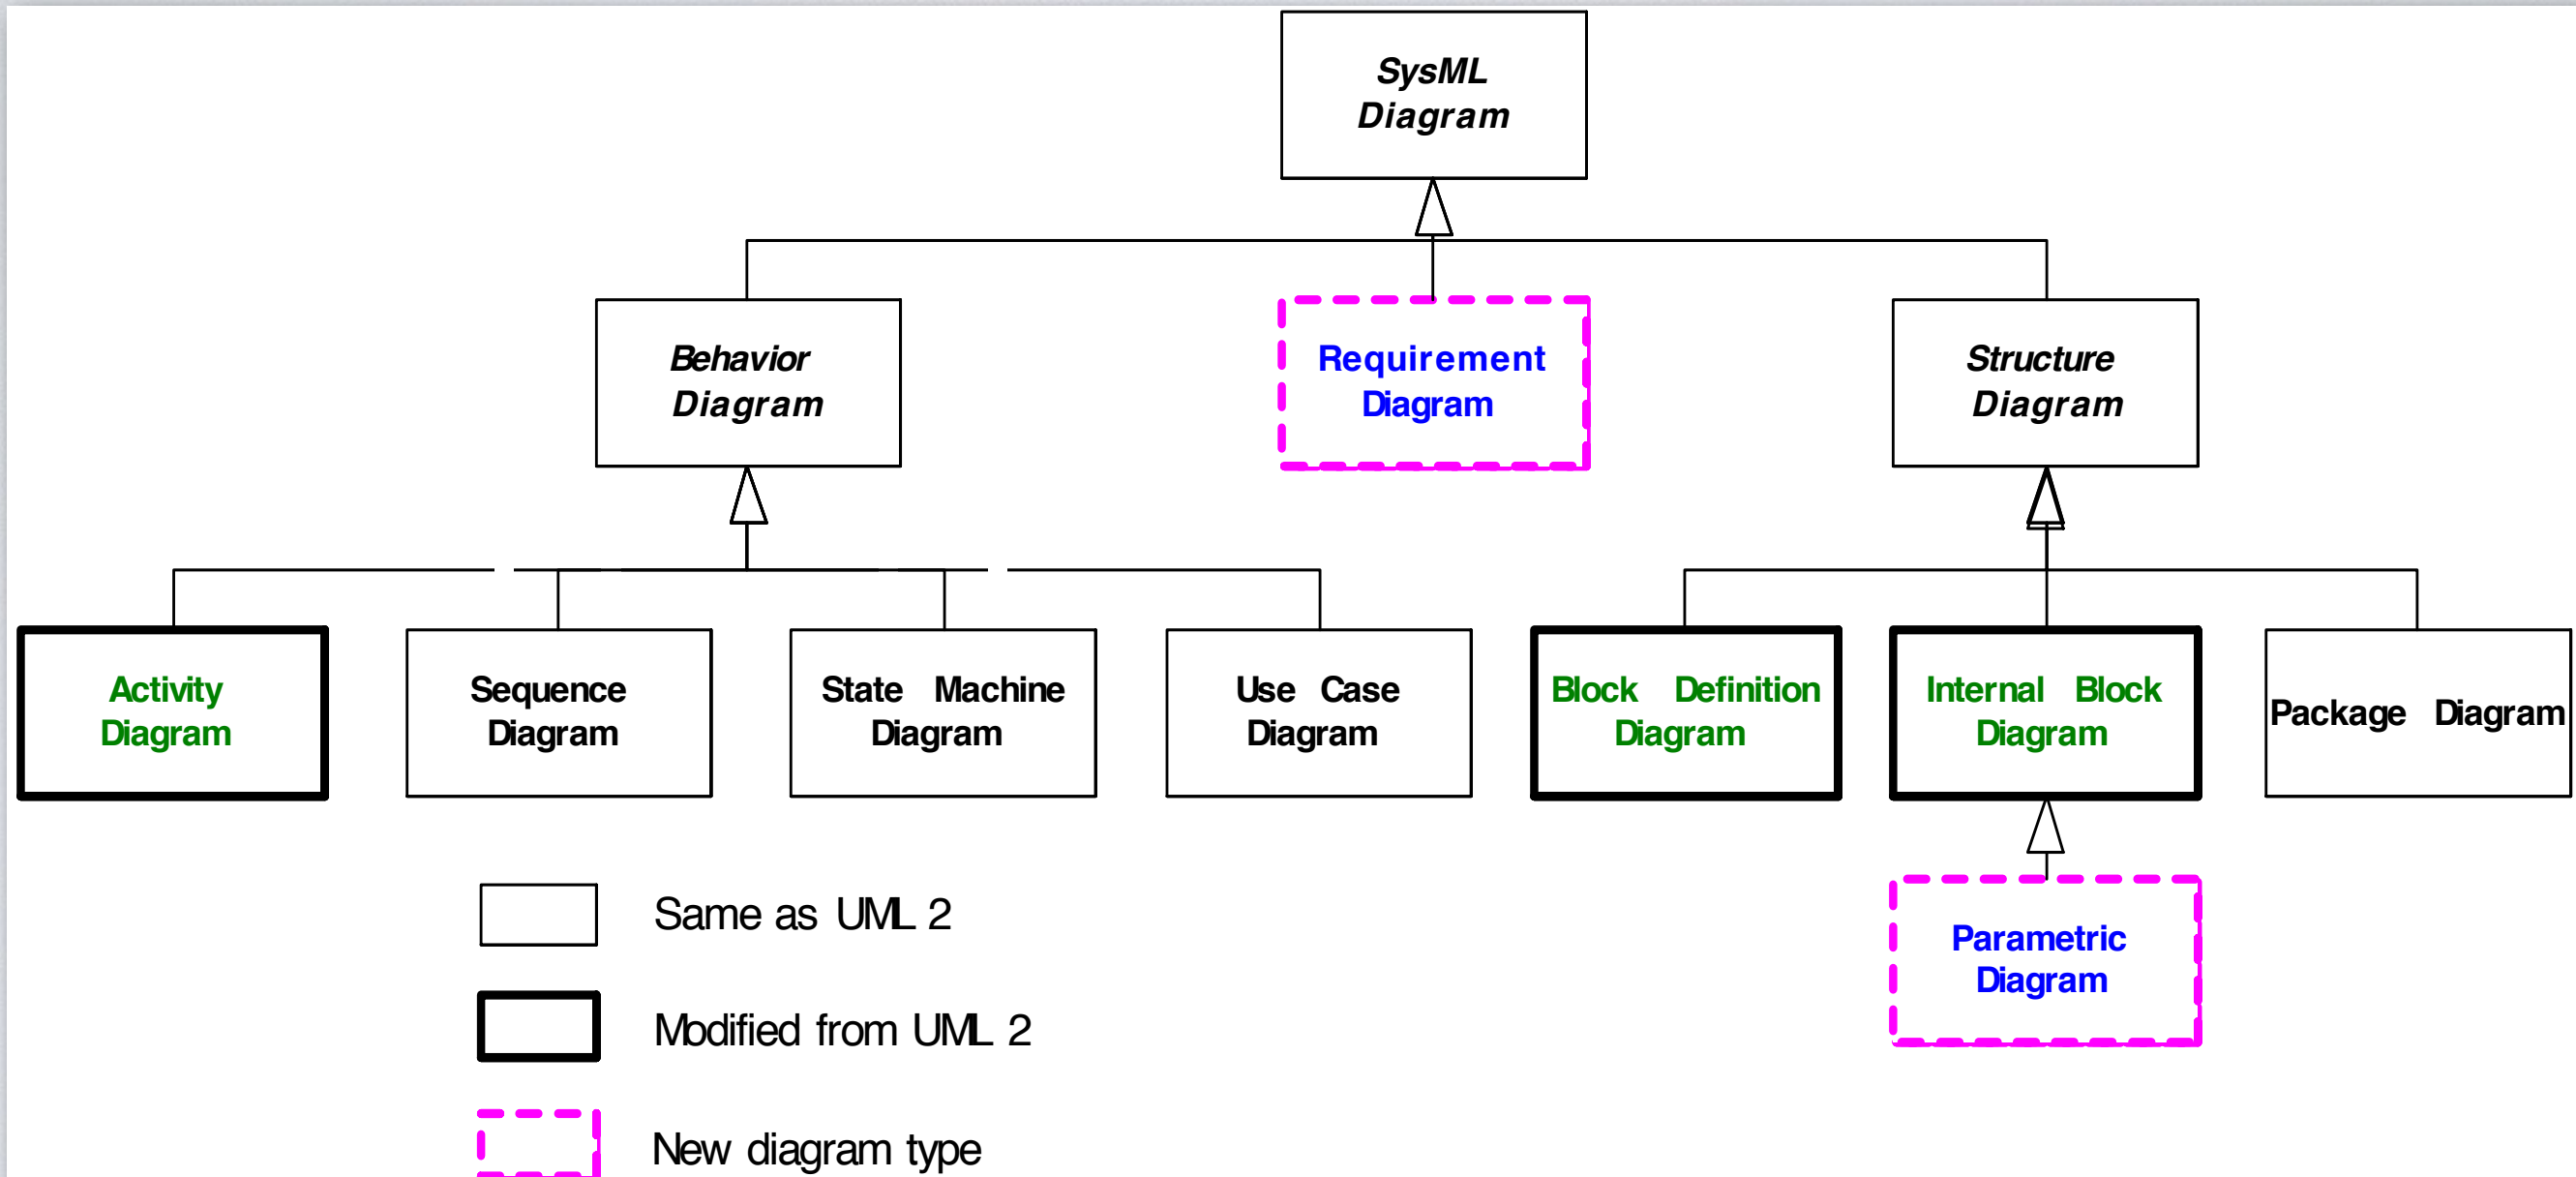 SysML
Diagram
Behavior
Diagram
Requirement
Diagram
Structure
Diagram
Activity
Diagram
Sequence
Diagram
State Machine
Diagram
Use Case
Diagram
Block Definition
Diagram
Internal Block
Diagram
Package Diagram
Parametric
Diagram
Same as UML 2
Modified from UML 2
New diagram type